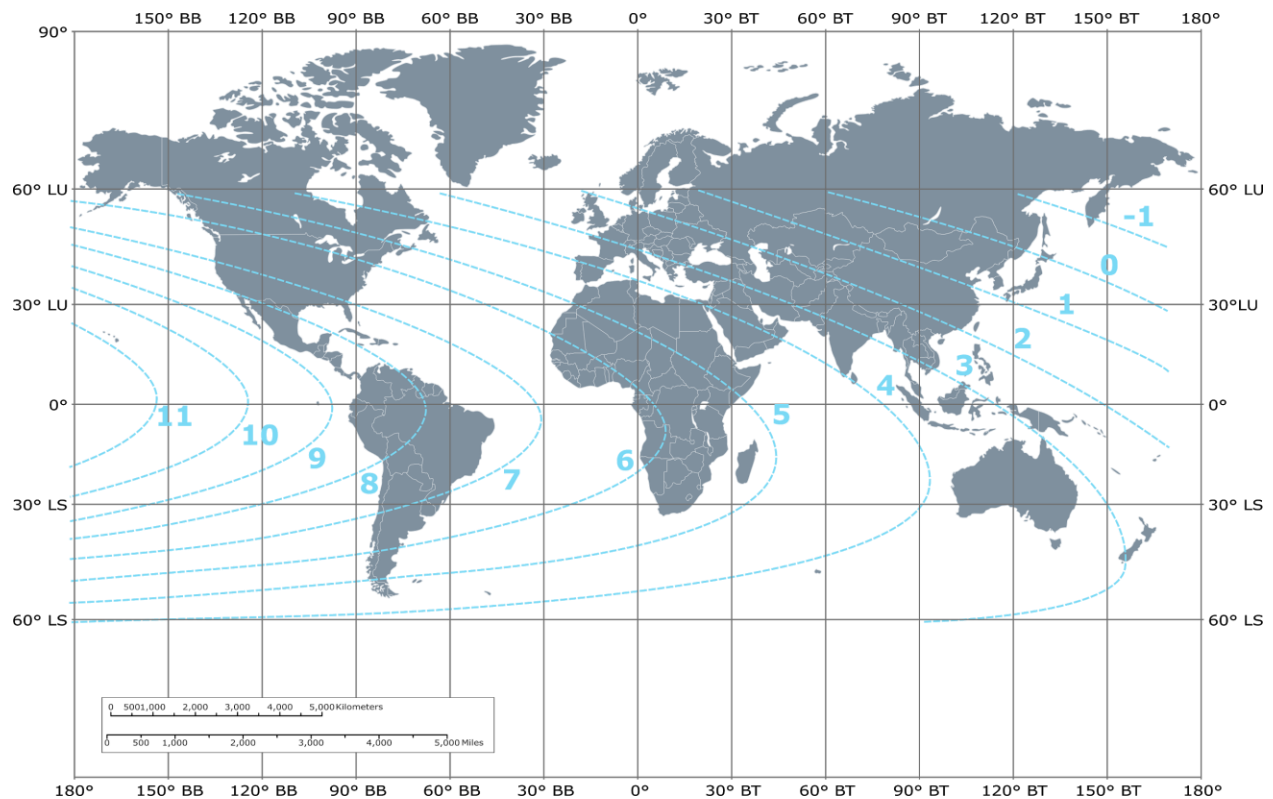 150° BB 120° BB 90° BB 60° BB 30° BB 0° 30° BT 60° BT 90° BT 120° BT 150° BT 180°
90° 90°
60° LU 60° LU
-1
0
30° LU 30°LU
1
2
3
4
0° 0°
11 5
10
9 6
8 7
30° LS 30° LS
60° LS 60° LS
0 5001,000 2,000 3,000 4,000 5,000Kilometers
0 500 1,000 2,000 3,000 4,000 5,000 Miles
180° 150° BB 120° BB 90° BB 60° BB 30° BB 0° 30° BT 60° BT 90° BT 120° BT 150° BT 180°